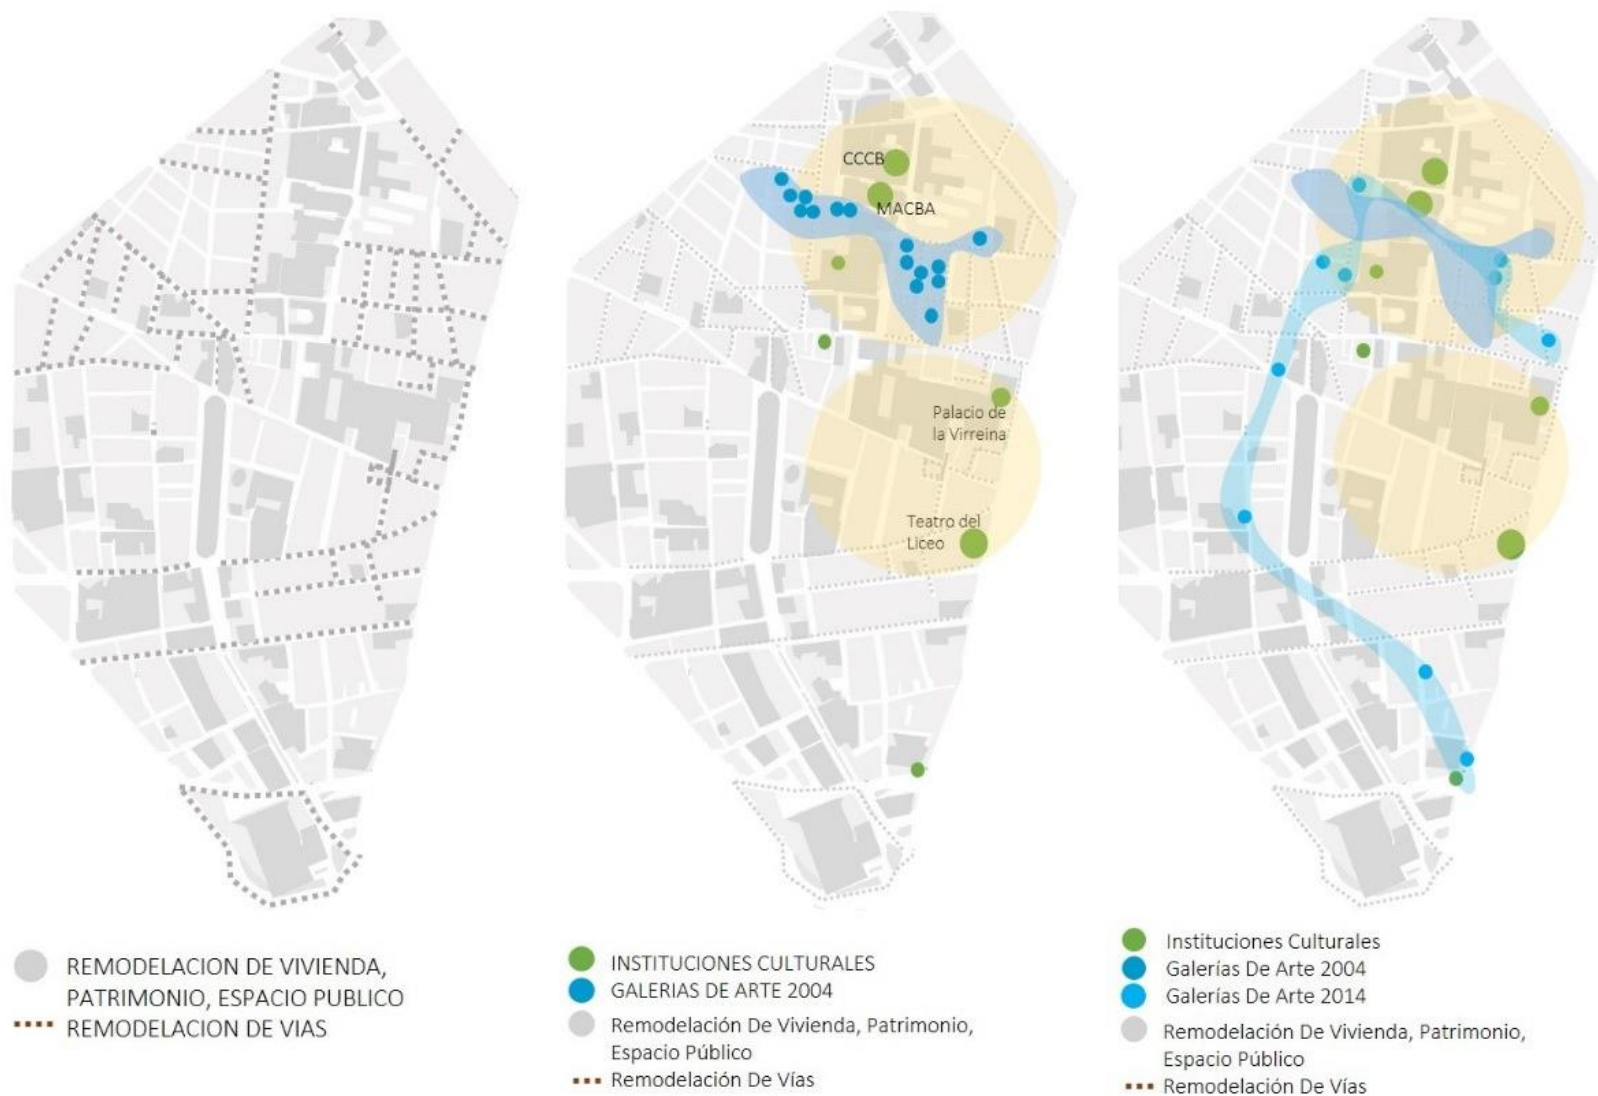 CCCB
MACBA
Palacio de
la Virreina
Teatro del
Liceo
REMODELACION DE VIVIENDA,
PATRIMONIO, ESPACIO PUBLICO
REMODELACION DE VIAS
INSTITUCIONES CULTURALES
GALERIAS DE ARTE 2004
Remodelación De Vivienda, Patrimonio,
Espacio Público
Remodelación De Vías
Instituciones Culturales
Galerías De Arte 2004
Galerías De Arte 2014
Remodelación De Vivienda, Patrimonio,
Espacio Público
Remodelación De Vías